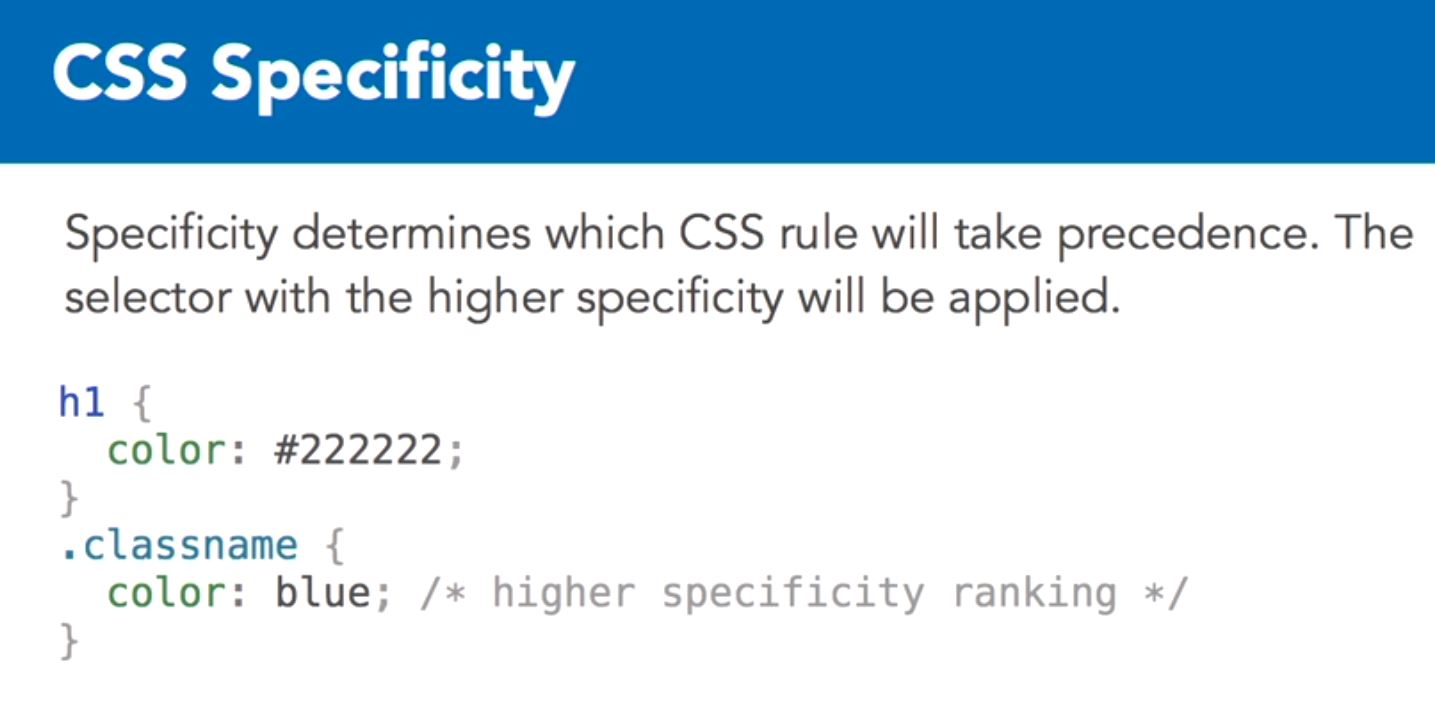 CSS Specificity
Specificity determines which CSS rule will take precedence. The
selector with the higher specificity will be applied.
h1 {
  color: #222222;
}
.classname {
  color: blue; /* higher specificity ranking */
}